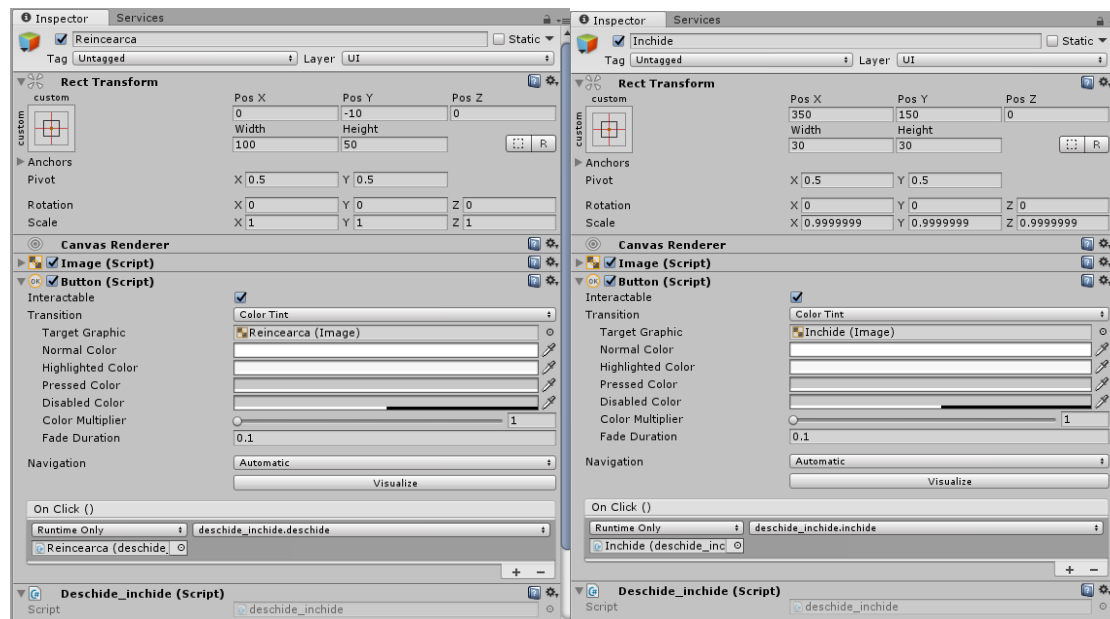 Inspector Services
Reincearca Static
Tag Untagged Layer UI
Rect Transform
custom Pos X Pos Y Pos Z
custom 0 -10 0
Width Height
100 50 R
Anchors
Pivot X 0.5 Y 0.5
Rotation X 0 Y 0 Z 0
Scale X 1 Y 1 Z 1
Canvas Renderer
Image (Script)
OK Button (Script)
Interactable
Transition Color Tint
Target Graphic Reincearca (Image)
Normal Color
Highlighted Color
Pressed Color
Disabled Color
Color Multiplier 1
Fade Duration 0.1
Navigation Automatic
Visualize
On Click ()
Runtime Only deschide_inchide.deschide
Reincearca (deschide_
+ −
Deschide_inchide (Script)
Script deschide_inchide
Inspector Services
Inchide Static
Tag Untagged Layer UI
Rect Transform
custom Pos X Pos Y Pos Z
custom 350 150 0
Width Height
30 30 R
Anchors
Pivot X 0.5 Y 0.5
Rotation X 0 Y 0 Z 0
Scale X 0.9999999 Y 0.9999999 Z 0.9999999
Canvas Renderer
Image (Script)
OK Button (Script)
Interactable
Transition Color Tint
Target Graphic Inchide (Image)
Normal Color
Highlighted Color
Pressed Color
Disabled Color
Color Multiplier 1
Fade Duration 0.1
Navigation Automatic
Visualize
On Click ()
Runtime Only deschide_inchide.inchide
Inchide (deschide_inc
+ −
Deschide_inchide (Script)
Script deschide_inchide